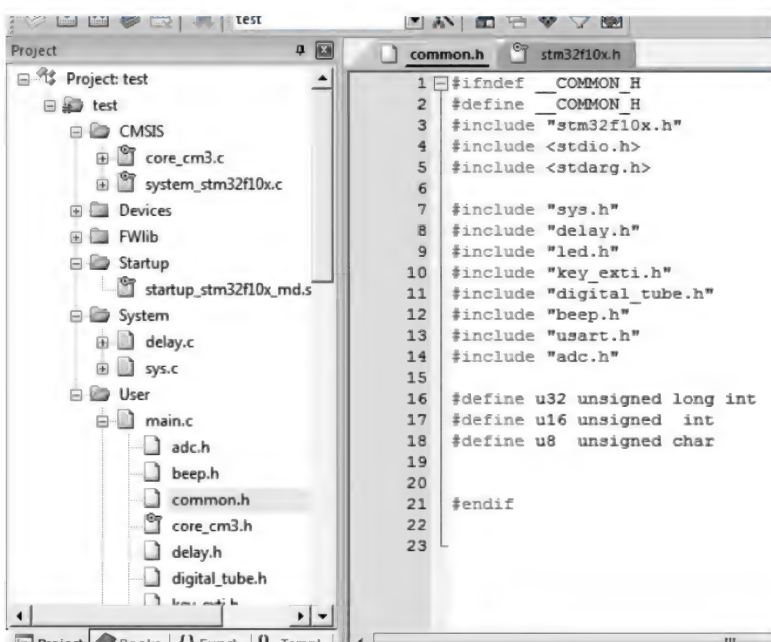 test
Project
Project: test
test
CMSIS
core_cm3.c
system_stm32f10x.c
Devices
FWlib
Startup
startup_stm32f10x_md.s
System
delay.c
sys.c
User
main.c
adc.h
beep.h
common.h
core_cm3.h
delay.h
digital_tube.h
key_exti.h
Project Books {} Funct 0 Templ
common.h stm32f10x.h
1 #ifndef __COMMON_H
2 #define __COMMON_H
3 #include "stm32f10x.h"
4 #include <stdio.h>
5 #include <stdarg.h>
6
7 #include "sys.h"
8 #include "delay.h"
9 #include "led.h"
10 #include "key_exti.h"
11 #include "digital_tube.h"
12 #include "beep.h"
13 #include "usart.h"
14 #include "adc.h"
15
16 #define u32 unsigned long int
17 #define u16 unsigned  int
18 #define u8  unsigned char
19
20
21 #endif
22
23